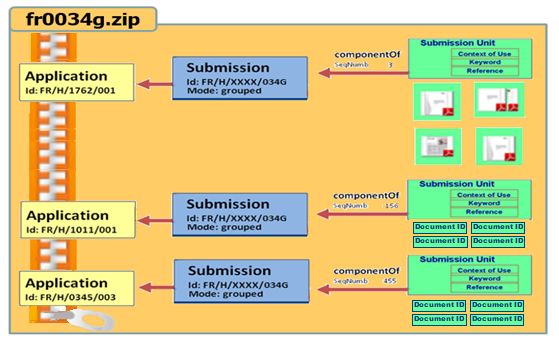 fr0034g.zip
Application
Id: FR/H/1762/001
Submission
Id: FR/H/XXXX/034G
Mode: grouped
componentOf
SeqNumb 3
Submission Unit
Context of Use
Keyword
Reference
Application
Id: FR/H/1011/001
Submission
Id: FR/H/XXXX/034G
Mode: grouped
componentOf
SeqNumb 156
Submission Unit
Context of Use
Keyword
Reference
Document ID Document ID
Document ID Document ID
Application
Id: FR/H/0345/003
Submission
Id: FR/H/XXXX/034G
Mode: grouped
componentOf
SeqNumb 455
Submission Unit
Context of Use
Keyword
Reference
Document ID Document ID
Document ID Document ID